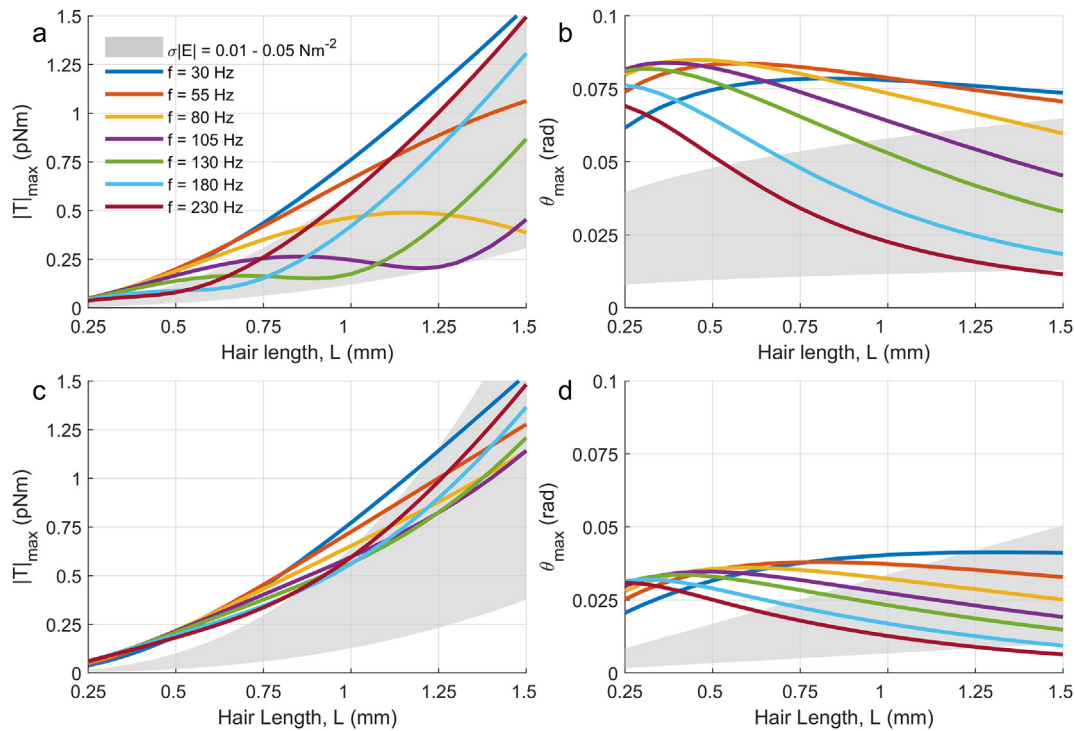 a
1.5
1.25
1
0.75
0.5
0.25
0
|T|max (pNm)
σ|E| = 0.01 - 0.05 Nm-2
f = 30 Hz
f = 55 Hz
f = 80 Hz
f = 105 Hz
f = 130 Hz
f = 180 Hz
f = 230 Hz
0.25 0.5 0.75 1 1.25 1.5
Hair length, L (mm)
b
0.1
0.075
0.05
0.025
0
θmax (rad)
0.25 0.5 0.75 1 1.25 1.5
Hair length, L (mm)
c
1.5
1.25
1
0.75
0.5
0.25
0
|T|max (pNm)
0.25 0.5 0.75 1 1.25 1.5
Hair Length, L (mm)
d
0.1
0.075
0.05
0.025
0
θmax (rad)
0.25 0.5 0.75 1 1.25 1.5
Hair Length, L (mm)